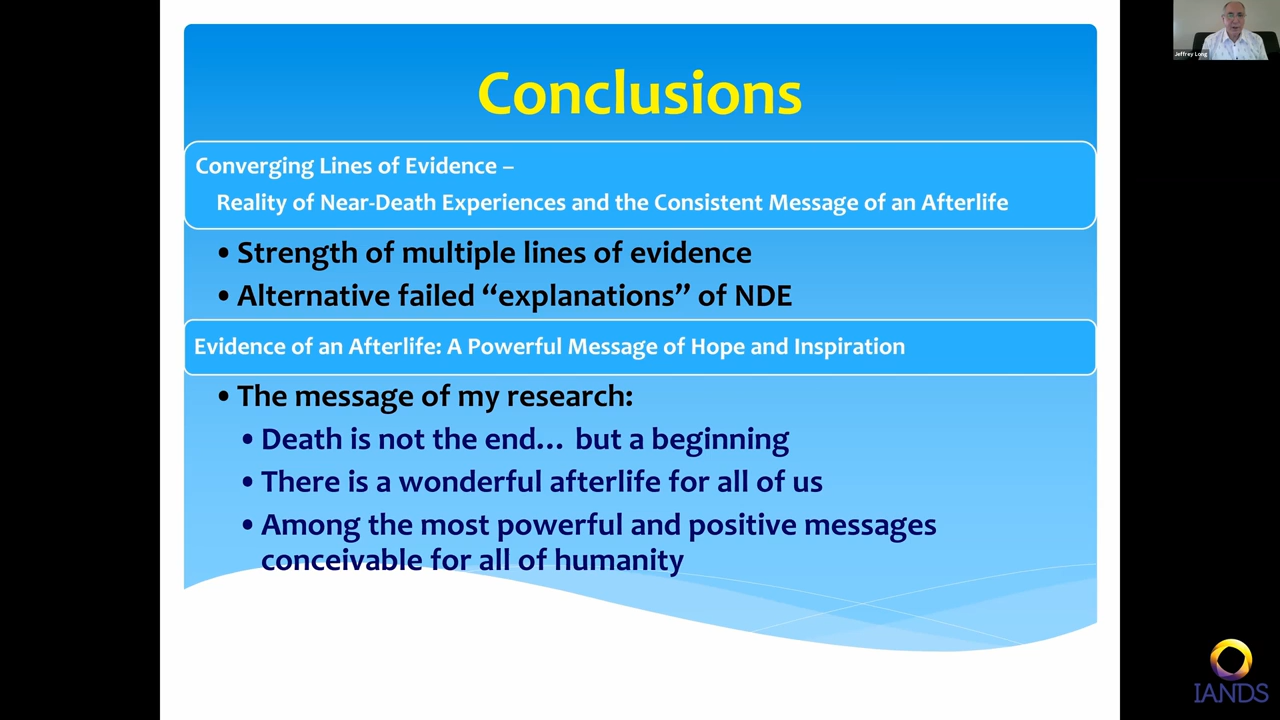 Jeffrey Long
Conclusions
Converging Lines of Evidence –
Reality of Near-Death Experiences and the Consistent Message of an Afterlife
• Strength of multiple lines of evidence
• Alternative failed “explanations” of NDE
Evidence of an Afterlife: A Powerful Message of Hope and Inspiration
• The message of my research:
• Death is not the end… but a beginning
• There is a wonderful afterlife for all of us
• Among the most powerful and positive messages
conceivable for all of humanity
IANDS